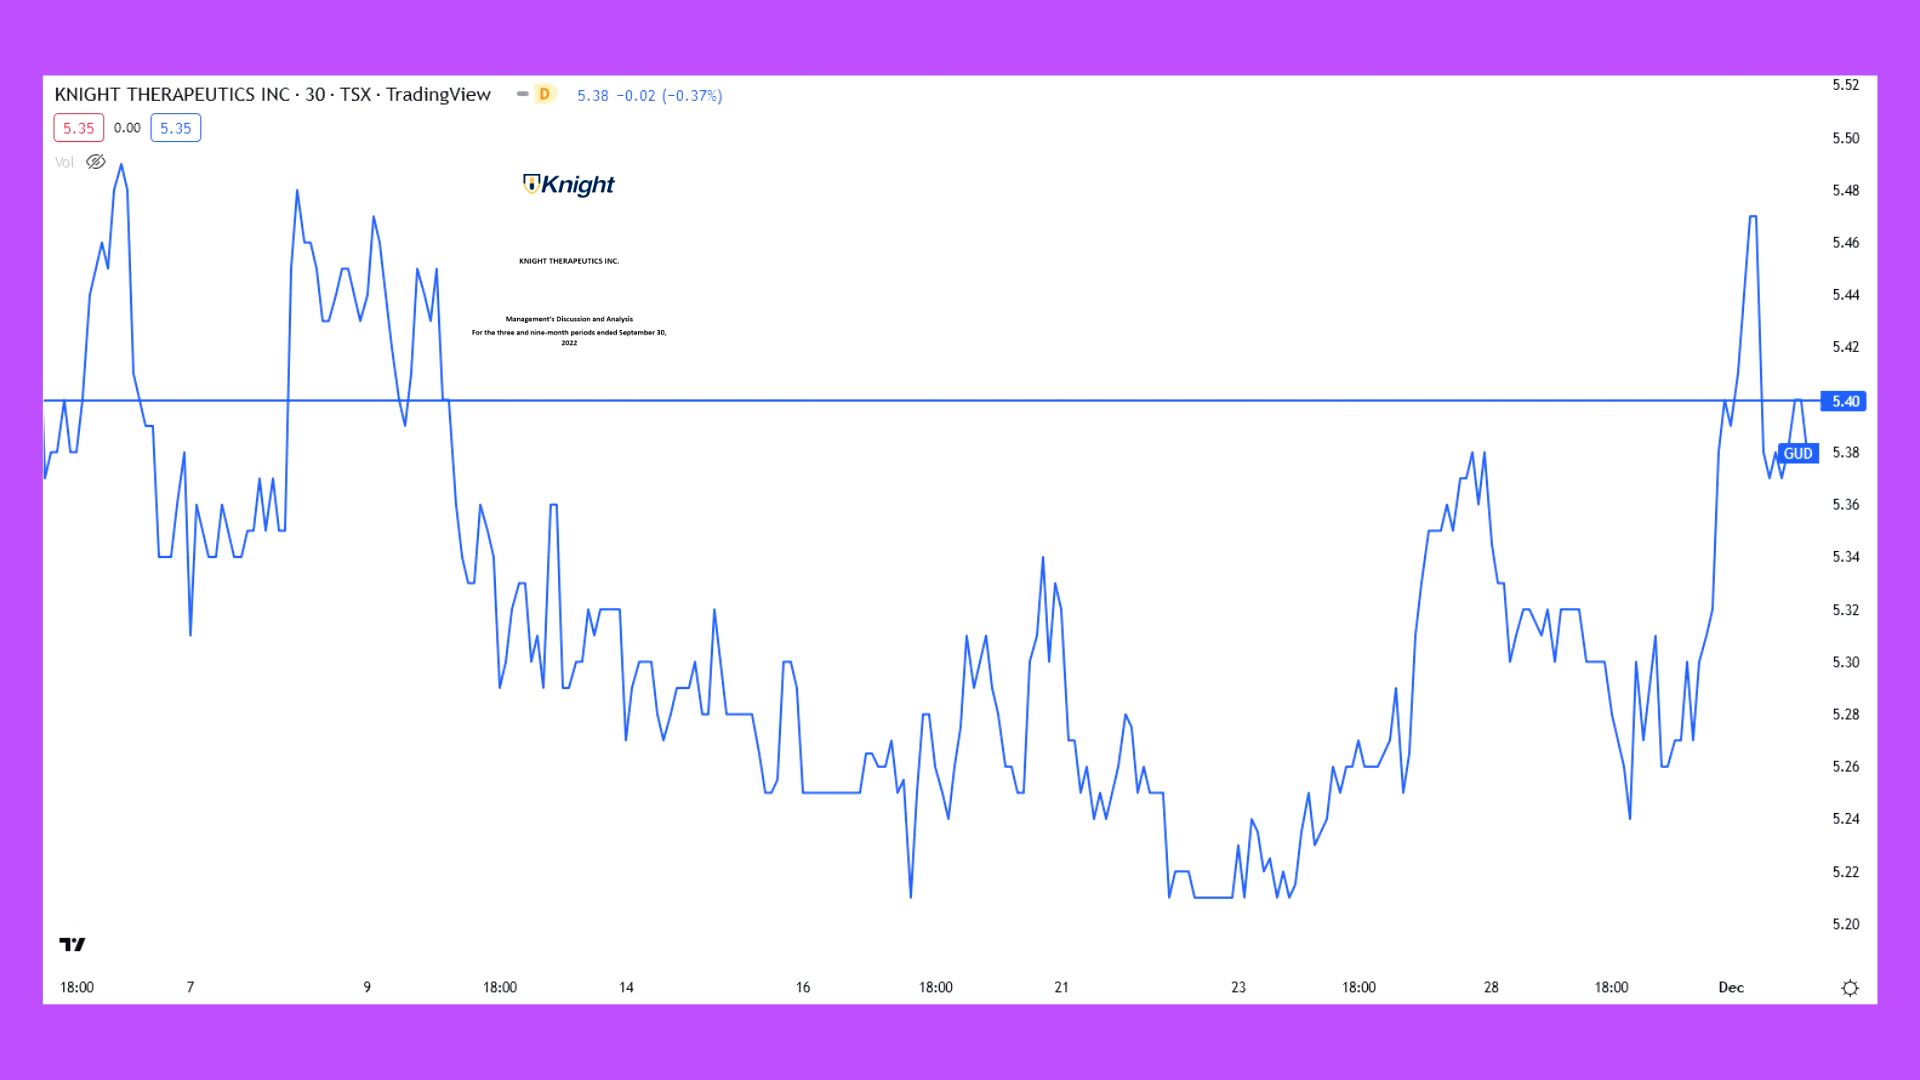 KNIGHT THERAPEUTICS INC · 30 · TSX · TradingView D 5.38 −0.02 (−0.37%)
5.35 0.00 5.35
Vol
Knight
KNIGHT THERAPEUTICS INC.
Management's Discussion and Analysis
For the three and nine-month periods ended September 30,
2022
5.52
5.50
5.48
5.46
5.44
5.42
5.40
GUD 5.38
5.36
5.34
5.32
5.30
5.28
5.26
5.24
5.22
5.20
18:00 7 9 18:00 14 16 18:00 21 23 18:00 28 18:00 Dec